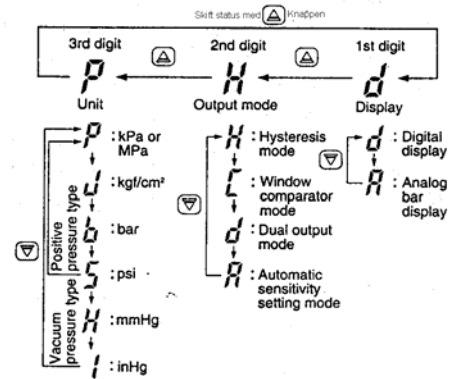 Skift status med Knappen
3rd digit 2nd digit 1st digit
P H d
Unit Output mode Display
P : kPa or MPa
J : kgf/cm²
b : bar
5 : psi
H : mmHg
I : inHg
Positive pressure type
Vacuum pressure type
H : Hysteresis mode
C : Window comparator mode
d : Dual output mode
A : Automatic sensitivity setting mode
d : Digital display
A : Analog bar display